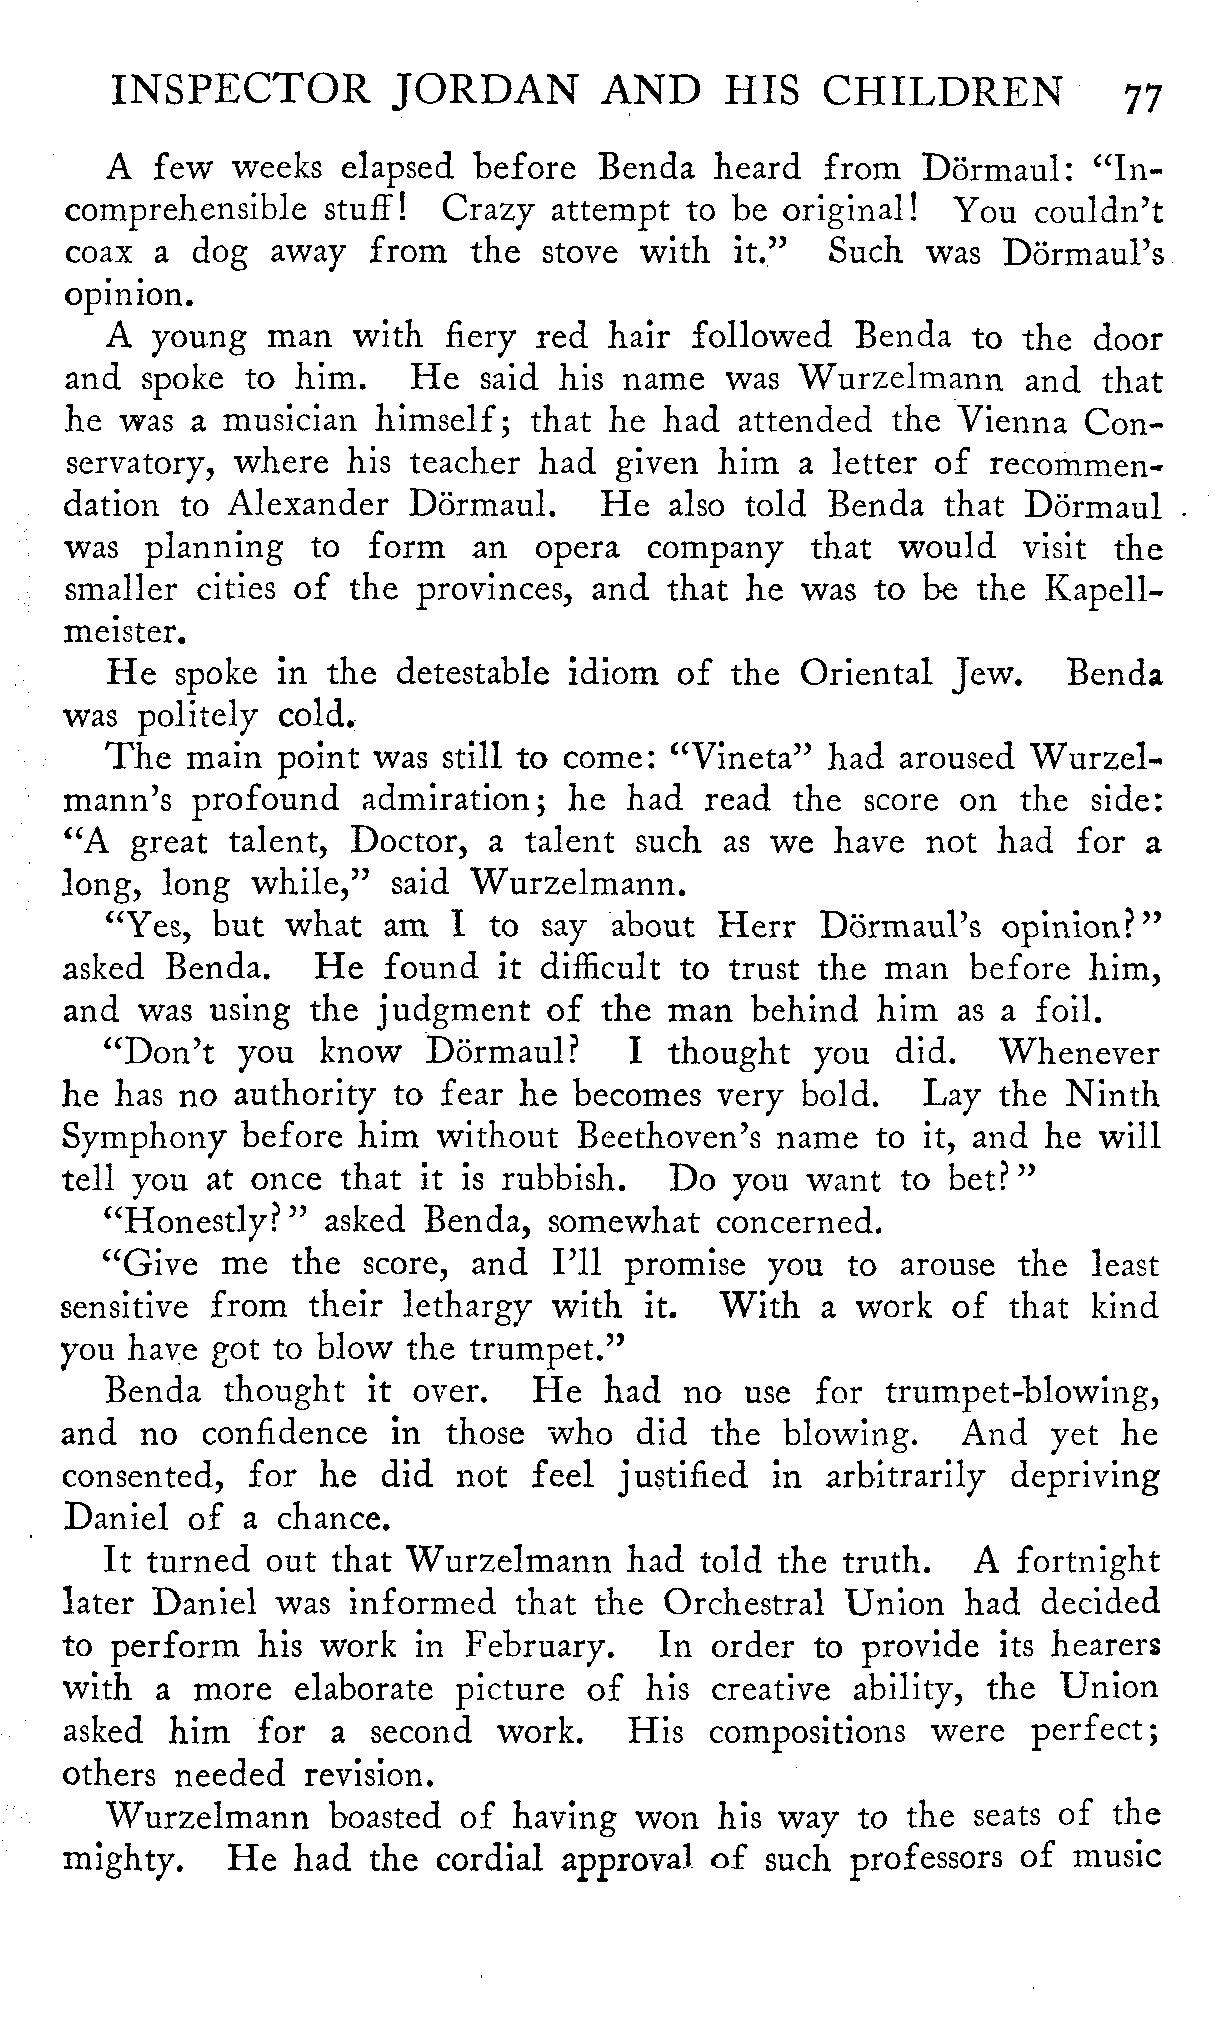 INSPECTOR JORDAN AND HIS CHILDREN 77
A few weeks elapsed before Benda heard from Dörmaul: “In-
comprehensible stuff! Crazy attempt to be original! You couldn’t
coax a dog away from the stove with it.” Such was Dörmaul’s
opinion.
A young man with fiery red hair followed Benda to the door
and spoke to him. He said his name was Wurzelmann and that
he was a musician himself; that he had attended the Vienna Con-
servatory, where his teacher had given him a letter of recommen-
dation to Alexander Dörmaul. He also told Benda that Dörmaul
was planning to form an opera company that would visit the
smaller cities of the provinces, and that he was to be the Kapell-
meister.
He spoke in the detestable idiom of the Oriental Jew. Benda
was politely cold.
The main point was still to come: “Vineta” had aroused Wurzel-
mann’s profound admiration; he had read the score on the side:
“A great talent, Doctor, a talent such as we have not had for a
long, long while,” said Wurzelmann.
“Yes, but what am I to say about Herr Dörmaul’s opinion?”
asked Benda. He found it difficult to trust the man before him,
and was using the judgment of the man behind him as a foil.
“Don’t you know Dörmaul? I thought you did. Whenever
he has no authority to fear he becomes very bold. Lay the Ninth
Symphony before him without Beethoven’s name to it, and he will
tell you at once that it is rubbish. Do you want to bet?”
“Honestly?” asked Benda, somewhat concerned.
“Give me the score, and I’ll promise you to arouse the least
sensitive from their lethargy with it. With a work of that kind
you have got to blow the trumpet.”
Benda thought it over. He had no use for trumpet-blowing,
and no confidence in those who did the blowing. And yet he
consented, for he did not feel justified in arbitrarily depriving
Daniel of a chance.
It turned out that Wurzelmann had told the truth. A fortnight
later Daniel was informed that the Orchestral Union had decided
to perform his work in February. In order to provide its hearers
with a more elaborate picture of his creative ability, the Union
asked him for a second work. His compositions were perfect;
others needed revision.
Wurzelmann boasted of having won his way to the seats of the
mighty. He had the cordial approval of such professors of music